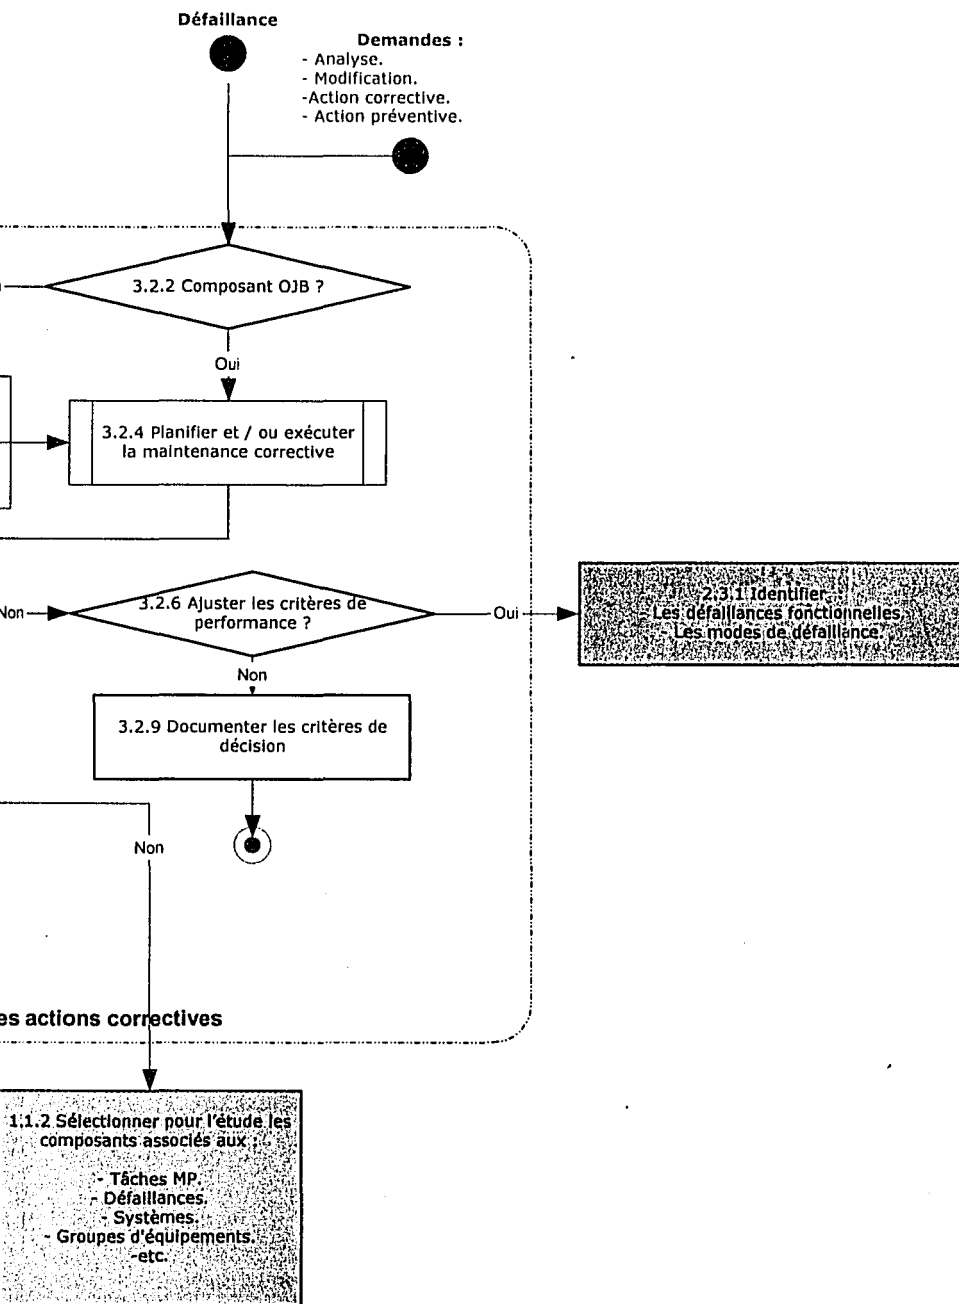 Défaillance
Demandes :
- Analyse.
- Modification.
-Action corrective.
- Action préventive.
3.2.2 Composant OJB ?
Oui
3.2.4 Planifier et / ou exécuter
la maintenance corrective
Non
3.2.6 Ajuster les critères de
performance ?
Oui
2.3.1 Identifier
- Les défaillances fonctionnelles
- Les modes de défaillance.
Non
3.2.9 Documenter les critères de
décision
Non
es actions correctives
1.1.2 Sélectionner pour l'étude les
composants associés aux :
- Tâches MP.
- Défaillances.
- Systèmes.
- Groupes d'équipements.
-etc.